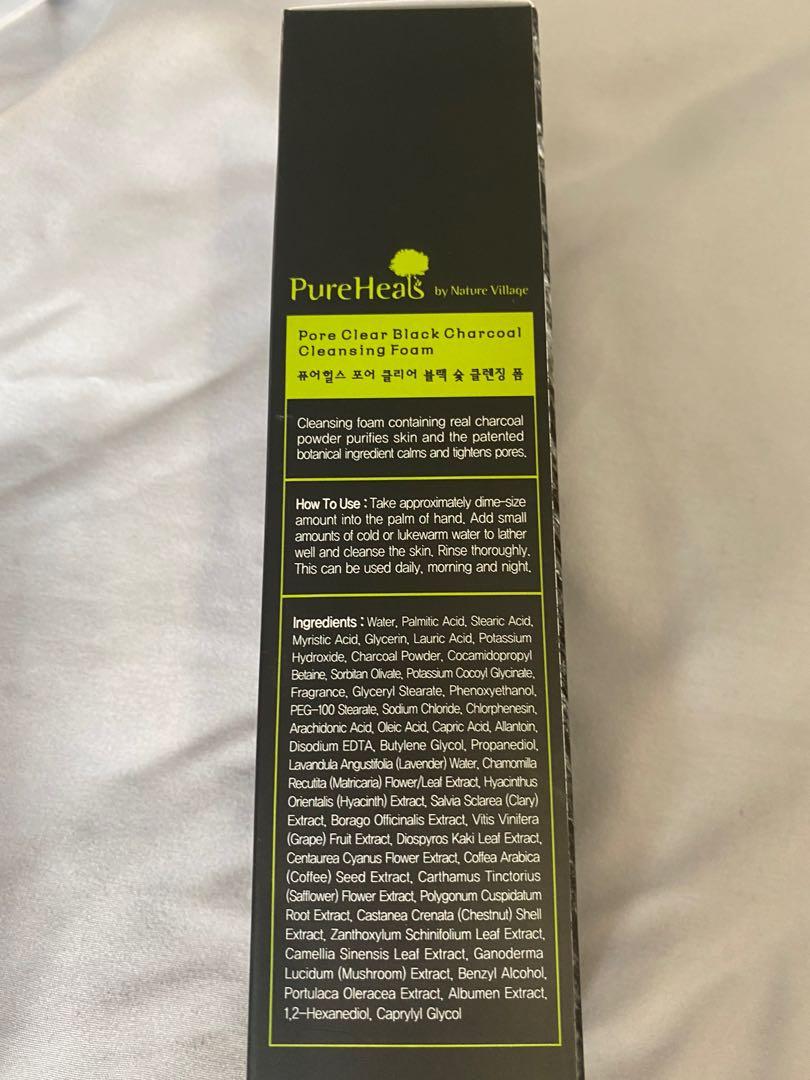 PureHeals by Nature Village
Pore Clear Black Charcoal
Cleansing Foam
퓨어힐스 포어 클리어 블랙 숯 클렌징 폼
Cleansing foam containing real charcoal
powder purifies skin and the patented
botanical ingredient calms and tightens pores.
How To Use : Take approximately dime-size
amount into the palm of hand. Add small
amounts of cold or lukewarm water to lather
well and cleanse the skin. Rinse thoroughly.
This can be used daily, morning and night.
Ingredients : Water, Palmitic Acid, Stearic Acid,
Myristic Acid, Glycerin, Lauric Acid, Potassium
Hydroxide, Charcoal Powder, Cocamidopropyl
Betaine, Sorbitan Olivate, Potassium Cocoyl Glycinate,
Fragrance, Glyceryl Stearate, Phenoxyethanol,
PEG-100 Stearate, Sodium Chloride, Chlorphenesin,
Arachidonic Acid, Oleic Acid, Capric Acid, Allantoin,
Disodium EDTA, Butylene Glycol, Propanediol,
Lavandula Angustifolia (Lavender) Water, Chamomilla
Recutita (Matricaria) Flower/Leaf Extract, Hyacinthus
Orientalis (Hyacinth) Extract, Salvia Sclarea (Clary)
Extract, Borago Officinalis Extract, Vitis Vinifera
(Grape) Fruit Extract, Diospyros Kaki Leaf Extract,
Centaurea Cyanus Flower Extract, Coffea Arabica
(Coffee) Seed Extract, Carthamus Tinctorius
(Safflower) Flower Extract, Polygonum Cuspidatum
Root Extract, Castanea Crenata (Chestnut) Shell
Extract, Zanthoxylum Schinifolium Leaf Extract,
Camellia Sinensis Leaf Extract, Ganoderma
Lucidum (Mushroom) Extract, Benzyl Alcohol,
Portulaca Oleracea Extract, Albumen Extract,
1,2-Hexanediol, Caprylyl Glycol